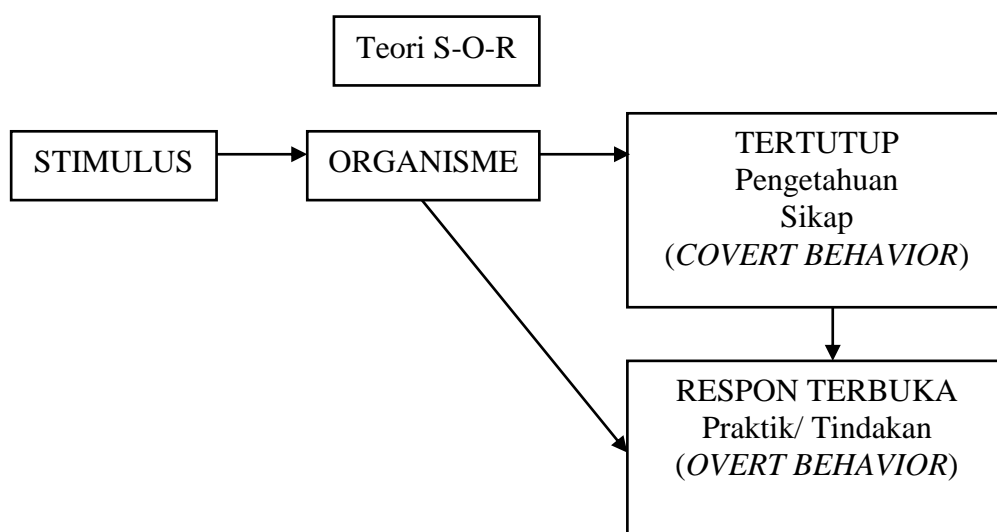 Teori S-O-R
STIMULUS
ORGANISME
TERTUTUP
Pengetahuan
Sikap
(COVERT BEHAVIOR)
RESPON TERBUKA
Praktik/ Tindakan
(OVERT BEHAVIOR)